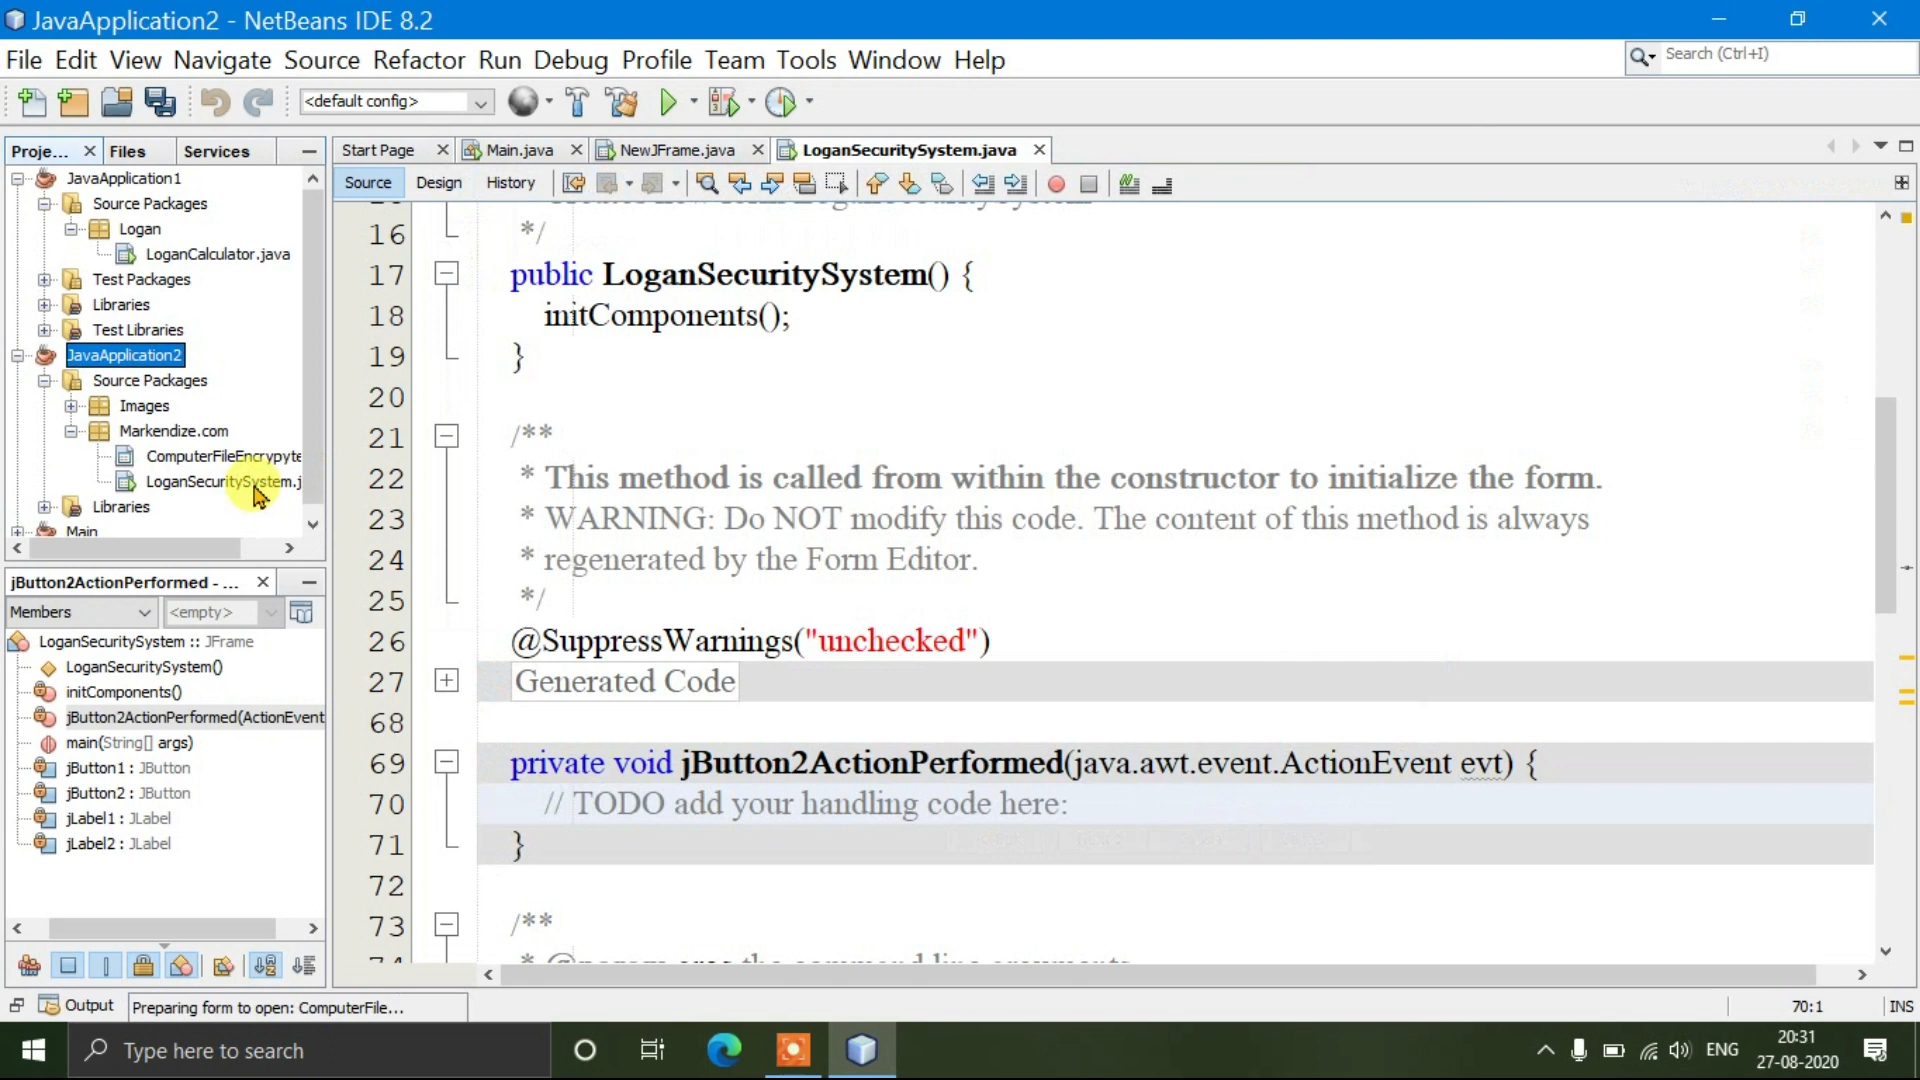 JavaApplication2 - NetBeans IDE 8.2
File Edit View Navigate Source Refactor Run Debug Profile Team Tools Window Help
Search (Ctrl+I)
<default config>
Proje... Files Services
Start Page Main.java NewJFrame.java LoganSecuritySystem.java
Source Design History
JavaApplication1
Source Packages
Logan
LoganCalculator.java
Test Packages
Libraries
Test Libraries
JavaApplication2
Source Packages
Images
Markendize.com
ComputerFileEncrypyte
LoganSecuritySystem.j
Libraries
Main
jButton2ActionPerformed - ...
Members <empty>
LoganSecuritySystem :: JFrame
LoganSecuritySystem()
initComponents()
jButton2ActionPerformed(ActionEvent
main(String[] args)
jButton1 : JButton
jButton2 : JButton
jLabel1 : JLabel
jLabel2 : JLabel
16 */
17 public LoganSecuritySystem() {
18 initComponents();
19 }
20
21 /**
22 * This method is called from within the constructor to initialize the form.
23 * WARNING: Do NOT modify this code. The content of this method is always
24 * regenerated by the Form Editor.
25 */
26 @SuppressWarnings("unchecked")
27 Generated Code
68
69 private void jButton2ActionPerformed(java.awt.event.ActionEvent evt) {
70 // TODO add your handling code here:
71 }
72
73 /**
Output Preparing form to open: ComputerFile...
70:1 INS
Type here to search
ENG
20:31
27-08-2020